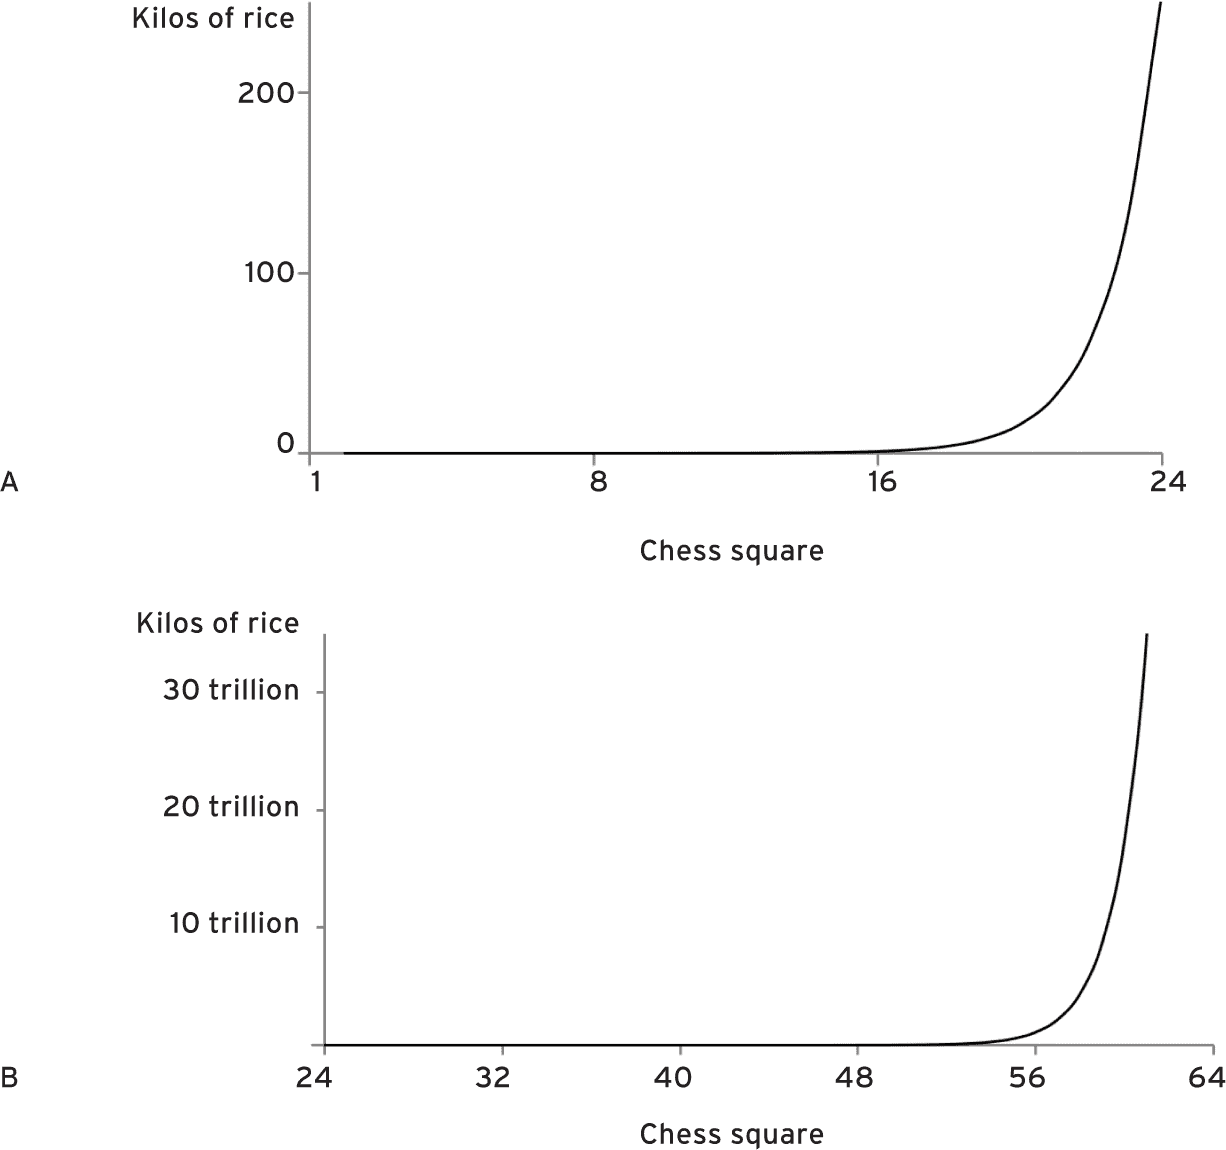 Kilos of rice
200
100
0
A
1 8 16 24
Chess square
Kilos of rice
30 trillion
20 trillion
10 trillion
B
24 32 40 48 56 64
Chess square